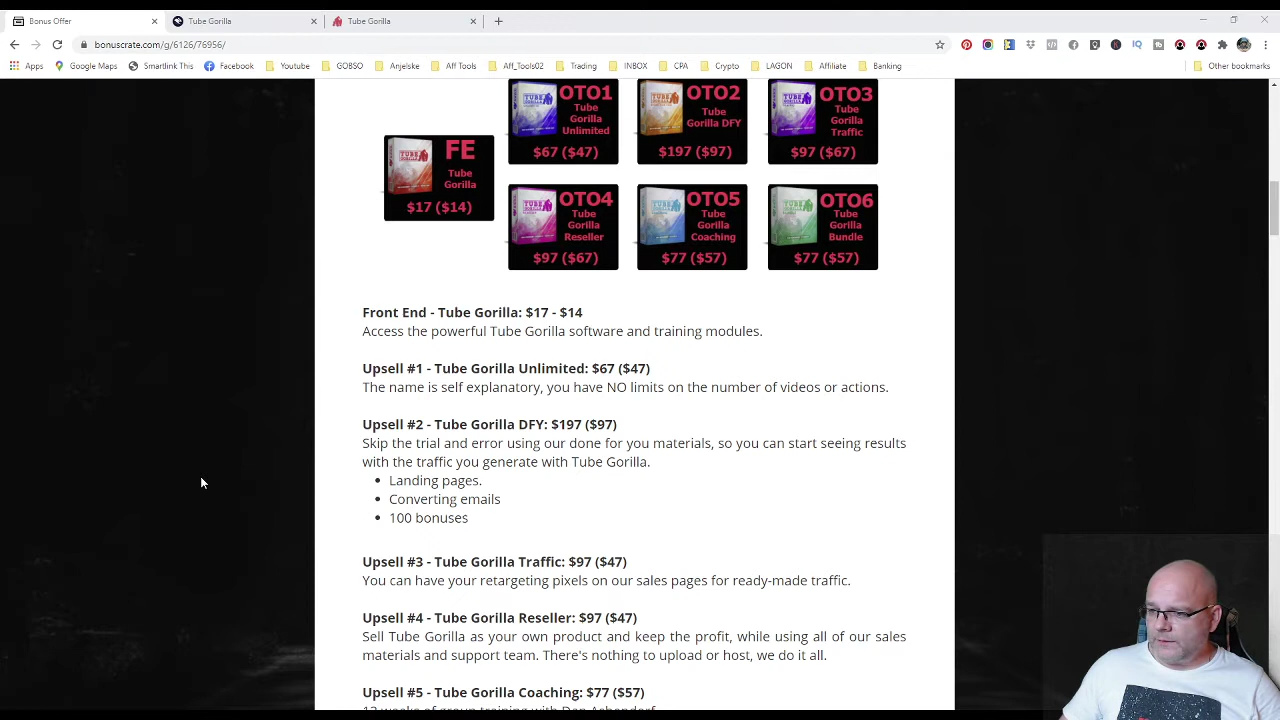 Bonus Offer
Tube Gorilla
Tube Gorilla
bonuscrate.com/g/6126/76956/
Apps
Google Maps
Smartlink This
Facebook
Youtube
GOBSO
Anjelske
Aff Tools
Aff_Tools02
Trading
INBOX
CPA
Crypto
LAGON
Affiliate
Banking
Other bookmarks
OTO1
Tube
Gorilla
Unlimited
$67 ($47)
OTO2
Tube
Gorilla DFY
$197 ($97)
OTO3
Tube
Gorilla
Traffic
$97 ($67)
FE
Tube
Gorilla
$17 ($14)
OTO4
Tube
Gorilla
Reseller
$97 ($67)
OTO5
Tube
Gorilla
Coaching
$77 ($57)
OTO6
Tube
Gorilla
Bundle
$77 ($57)
Front End - Tube Gorilla: $17 - $14
Access the powerful Tube Gorilla software and training modules.
Upsell #1 - Tube Gorilla Unlimited: $67 ($47)
The name is self explanatory, you have NO limits on the number of videos or actions.
Upsell #2 - Tube Gorilla DFY: $197 ($97)
Skip the trial and error using our done for you materials, so you can start seeing results
with the traffic you generate with Tube Gorilla.
Landing pages.
Converting emails
100 bonuses
Upsell #3 - Tube Gorilla Traffic: $97 ($47)
You can have your retargeting pixels on our sales pages for ready-made traffic.
Upsell #4 - Tube Gorilla Reseller: $97 ($47)
Sell Tube Gorilla as your own product and keep the profit, while using all of our sales
materials and support team. There's nothing to upload or host, we do it all.
Upsell #5 - Tube Gorilla Coaching: $77 ($57)